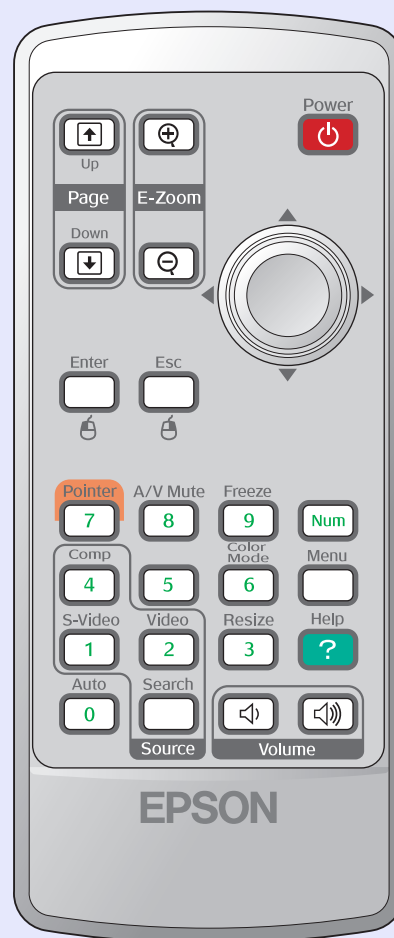 Power
Up
Page E-Zoom
Down
Enter Esc
Pointer A/V Mute Freeze
7 8 9 Num
Comp Color Mode Menu
4 5 6
S-Video Video Resize Help
1 2 3 ?
Auto Search
0
Source Volume
EPSON